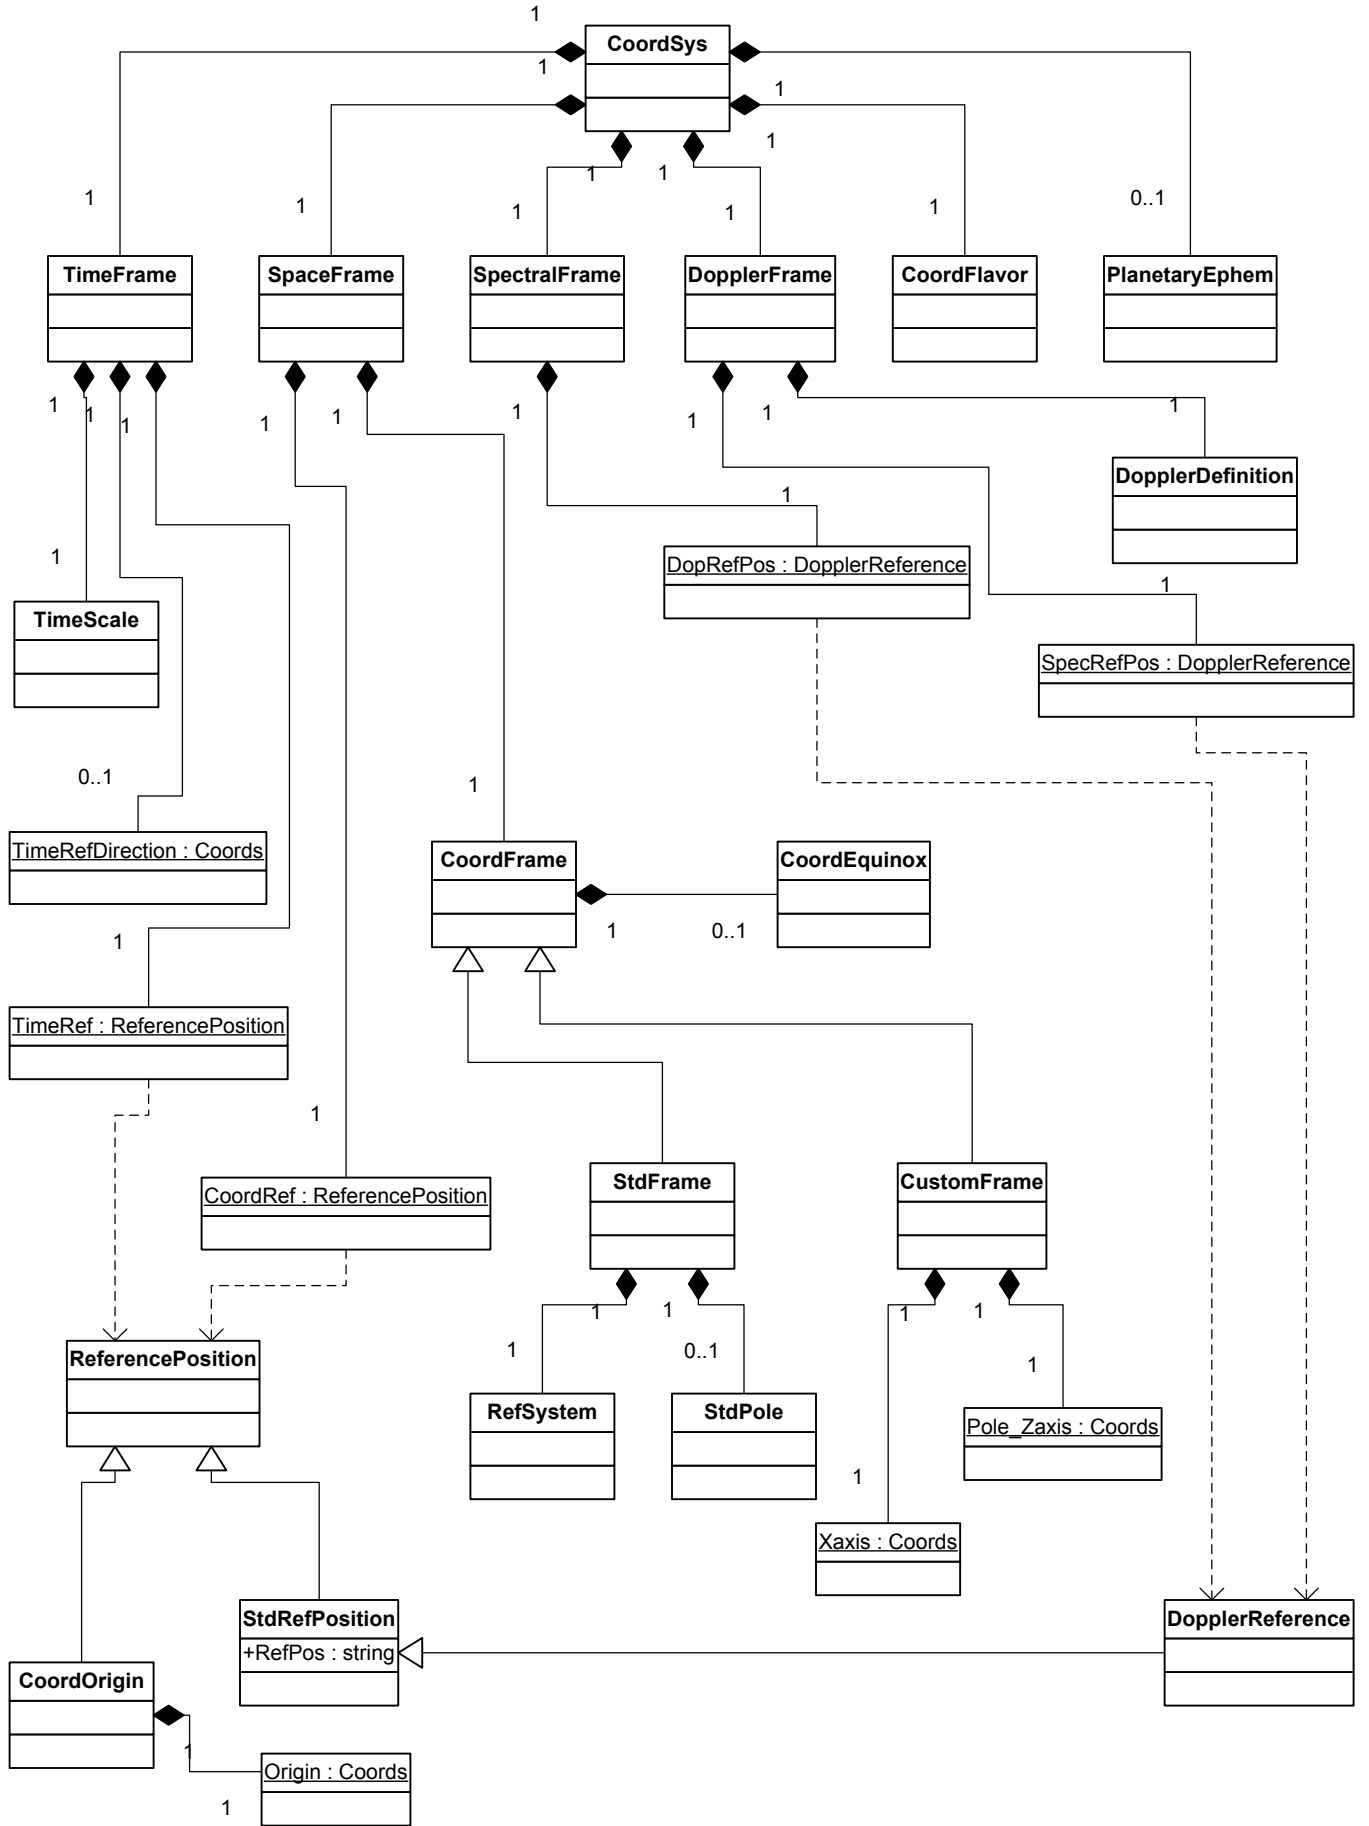 1
CoordSys
1
1
1
1
1
1
1
1
1
1
0..1
TimeFrame
SpaceFrame
SpectralFrame
DopplerFrame
CoordFlavor
PlanetaryEphem
1
1
1
1
1
1
1
1
1
DopplerDefinition
1
1
DopRefPos : DopplerReference
1
TimeScale
SpecRefPos : DopplerReference
0..1
1
TimeRefDirection : Coords
CoordFrame
CoordEquinox
1
1
0..1
TimeRef : ReferencePosition
1
StdFrame
CustomFrame
CoordRef : ReferencePosition
1
1
1
1
1
0..1
1
ReferencePosition
RefSystem
StdPole
Pole_Zaxis : Coords
1
Xaxis : Coords
StdRefPosition
+RefPos : string
DopplerReference
CoordOrigin
1
Origin : Coords
1